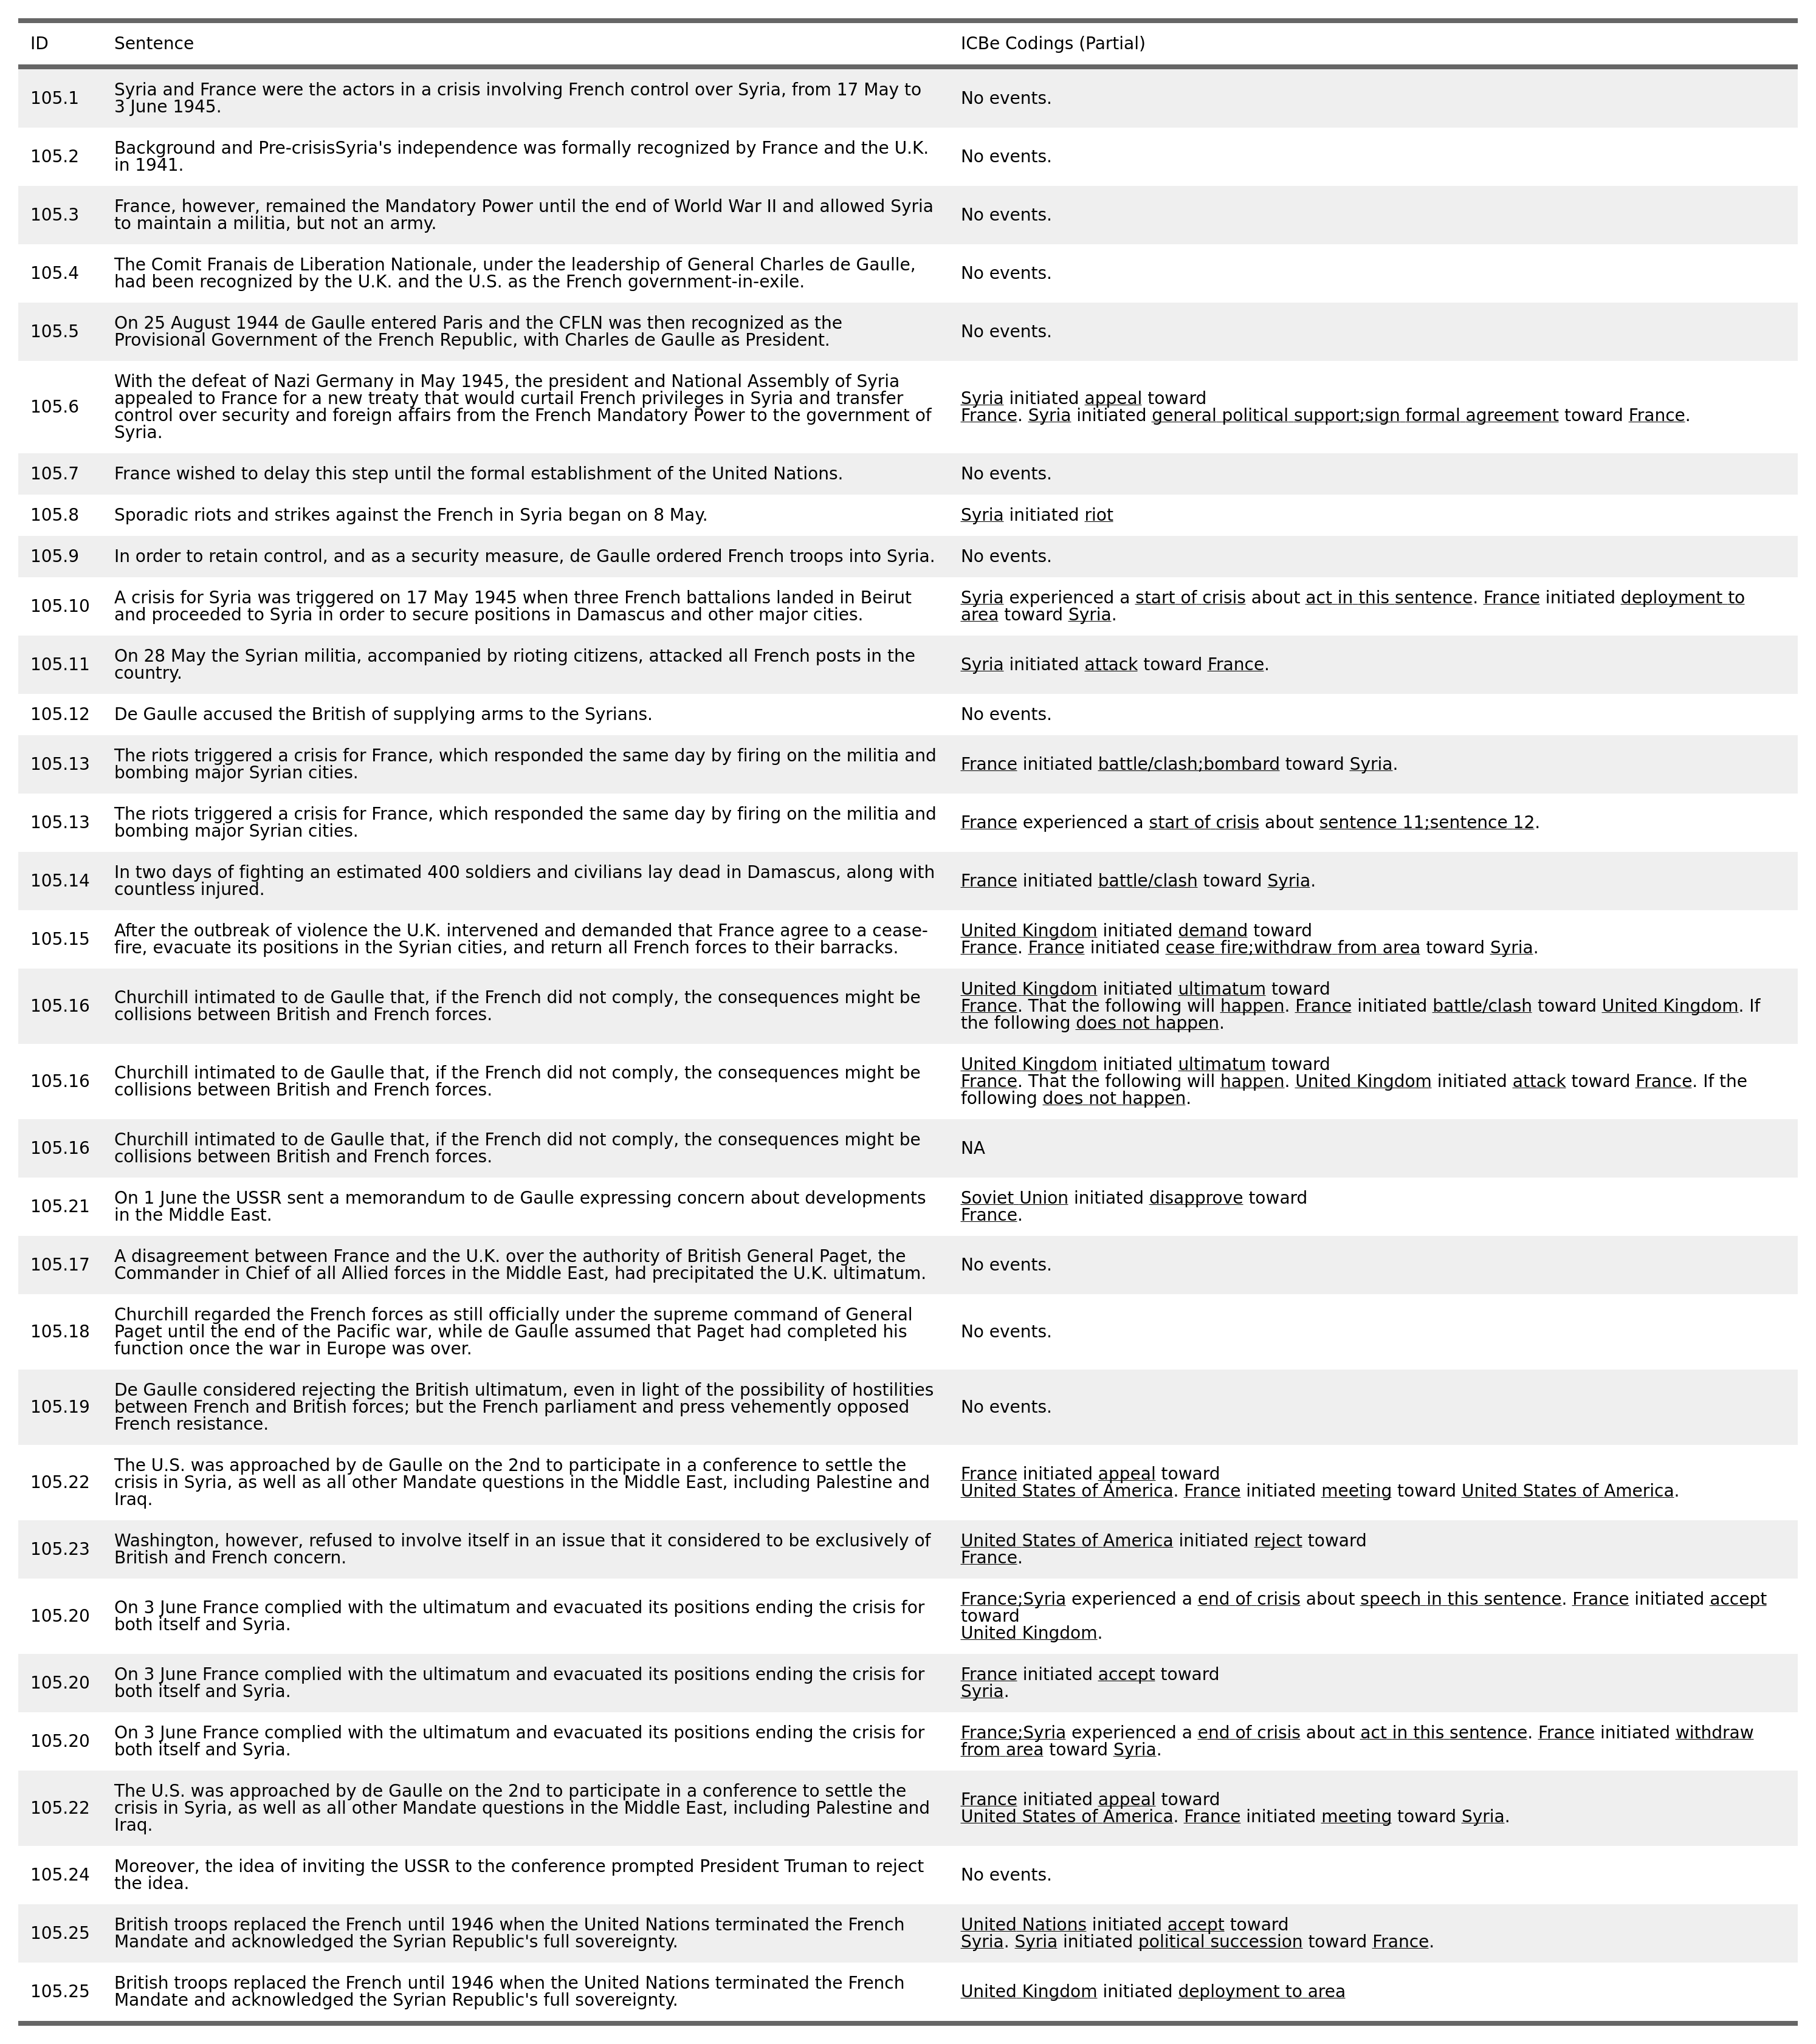 ID Sentence ICBe Codings (Partial)
105.1 Syria and France were the actors in a crisis involving French control over Syria, from 17 May to
3 June 1945.
No events.
105.2 Background and Pre-crisisSyria's independence was formally recognized by France and the U.K.
in 1941.
No events.
105.3 France, however, remained the Mandatory Power until the end of World War II and allowed Syria
to maintain a militia, but not an army.
No events.
105.4 The Comit Franais de Liberation Nationale, under the leadership of General Charles de Gaulle,
had been recognized by the U.K. and the U.S. as the French government-in-exile.
No events.
105.5 On 25 August 1944 de Gaulle entered Paris and the CFLN was then recognized as the
Provisional Government of the French Republic, with Charles de Gaulle as President.
No events.
105.6 With the defeat of Nazi Germany in May 1945, the president and National Assembly of Syria
appealed to France for a new treaty that would curtail French privileges in Syria and transfer
control over security and foreign affairs from the French Mandatory Power to the government of
Syria.
Syria initiated appeal toward
France. Syria initiated general political support;sign formal agreement toward France.
105.7 France wished to delay this step until the formal establishment of the United Nations.
No events.
105.8 Sporadic riots and strikes against the French in Syria began on 8 May.
Syria initiated riot
105.9 In order to retain control, and as a security measure, de Gaulle ordered French troops into Syria.
No events.
105.10 A crisis for Syria was triggered on 17 May 1945 when three French battalions landed in Beirut
and proceeded to Syria in order to secure positions in Damascus and other major cities.
Syria experienced a start of crisis about act in this sentence. France initiated deployment to
area toward Syria.
105.11 On 28 May the Syrian militia, accompanied by rioting citizens, attacked all French posts in the
country.
Syria initiated attack toward France.
105.12 De Gaulle accused the British of supplying arms to the Syrians.
No events.
105.13 The riots triggered a crisis for France, which responded the same day by firing on the militia and
bombing major Syrian cities.
France initiated battle/clash;bombard toward Syria.
105.13 The riots triggered a crisis for France, which responded the same day by firing on the militia and
bombing major Syrian cities.
France experienced a start of crisis about sentence 11;sentence 12.
105.14 In two days of fighting an estimated 400 soldiers and civilians lay dead in Damascus, along with
countless injured.
France initiated battle/clash toward Syria.
105.15 After the outbreak of violence the U.K. intervened and demanded that France agree to a cease-
fire, evacuate its positions in the Syrian cities, and return all French forces to their barracks.
United Kingdom initiated demand toward
France. France initiated cease fire;withdraw from area toward Syria.
105.16 Churchill intimated to de Gaulle that, if the French did not comply, the consequences might be
collisions between British and French forces.
United Kingdom initiated ultimatum toward
France. That the following will happen. France initiated battle/clash toward United Kingdom. If
the following does not happen.
105.16 Churchill intimated to de Gaulle that, if the French did not comply, the consequences might be
collisions between British and French forces.
United Kingdom initiated ultimatum toward
France. That the following will happen. United Kingdom initiated attack toward France. If the
following does not happen.
105.16 Churchill intimated to de Gaulle that, if the French did not comply, the consequences might be
collisions between British and French forces.
NA
105.21 On 1 June the USSR sent a memorandum to de Gaulle expressing concern about developments
in the Middle East.
Soviet Union initiated disapprove toward
France.
105.17 A disagreement between France and the U.K. over the authority of British General Paget, the
Commander in Chief of all Allied forces in the Middle East, had precipitated the U.K. ultimatum.
No events.
105.18 Churchill regarded the French forces as still officially under the supreme command of General
Paget until the end of the Pacific war, while de Gaulle assumed that Paget had completed his
function once the war in Europe was over.
No events.
105.19 De Gaulle considered rejecting the British ultimatum, even in light of the possibility of hostilities
between French and British forces; but the French parliament and press vehemently opposed
French resistance.
No events.
105.22 The U.S. was approached by de Gaulle on the 2nd to participate in a conference to settle the
crisis in Syria, as well as all other Mandate questions in the Middle East, including Palestine and
Iraq.
France initiated appeal toward
United States of America. France initiated meeting toward United States of America.
105.23 Washington, however, refused to involve itself in an issue that it considered to be exclusively of
British and French concern.
United States of America initiated reject toward
France.
105.20 On 3 June France complied with the ultimatum and evacuated its positions ending the crisis for
both itself and Syria.
France;Syria experienced a end of crisis about speech in this sentence. France initiated accept
toward
United Kingdom.
105.20 On 3 June France complied with the ultimatum and evacuated its positions ending the crisis for
both itself and Syria.
France initiated accept toward
Syria.
105.20 On 3 June France complied with the ultimatum and evacuated its positions ending the crisis for
both itself and Syria.
France;Syria experienced a end of crisis about act in this sentence. France initiated withdraw
from area toward Syria.
105.22 The U.S. was approached by de Gaulle on the 2nd to participate in a conference to settle the
crisis in Syria, as well as all other Mandate questions in the Middle East, including Palestine and
Iraq.
France initiated appeal toward
United States of America. France initiated meeting toward Syria.
105.24 Moreover, the idea of inviting the USSR to the conference prompted President Truman to reject
the idea.
No events.
105.25 British troops replaced the French until 1946 when the United Nations terminated the French
Mandate and acknowledged the Syrian Republic's full sovereignty.
United Nations initiated accept toward
Syria. Syria initiated political succession toward France.
105.25 British troops replaced the French until 1946 when the United Nations terminated the French
Mandate and acknowledged the Syrian Republic's full sovereignty.
United Kingdom initiated deployment to area